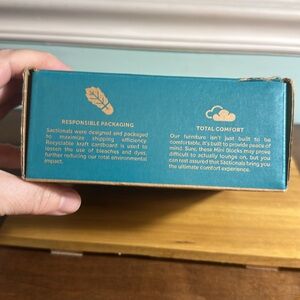 RESPONSIBLE PACKAGING
Sactionals were designed and packaged
to maximize shipping efficiency.
Recyclable kraft cardboard is used to
lessen the use of bleaches and dyes,
further reducing our total environmental
impact.
TOTAL COMFORT
Our furniture isn't just built to be
comfortable, it's built to provide peace of
mind. Sure, these Mini Blocks may prove
difficult to actually lounge on, but you
can rest assured that Sactionals bring you
the ultimate comfort experience.